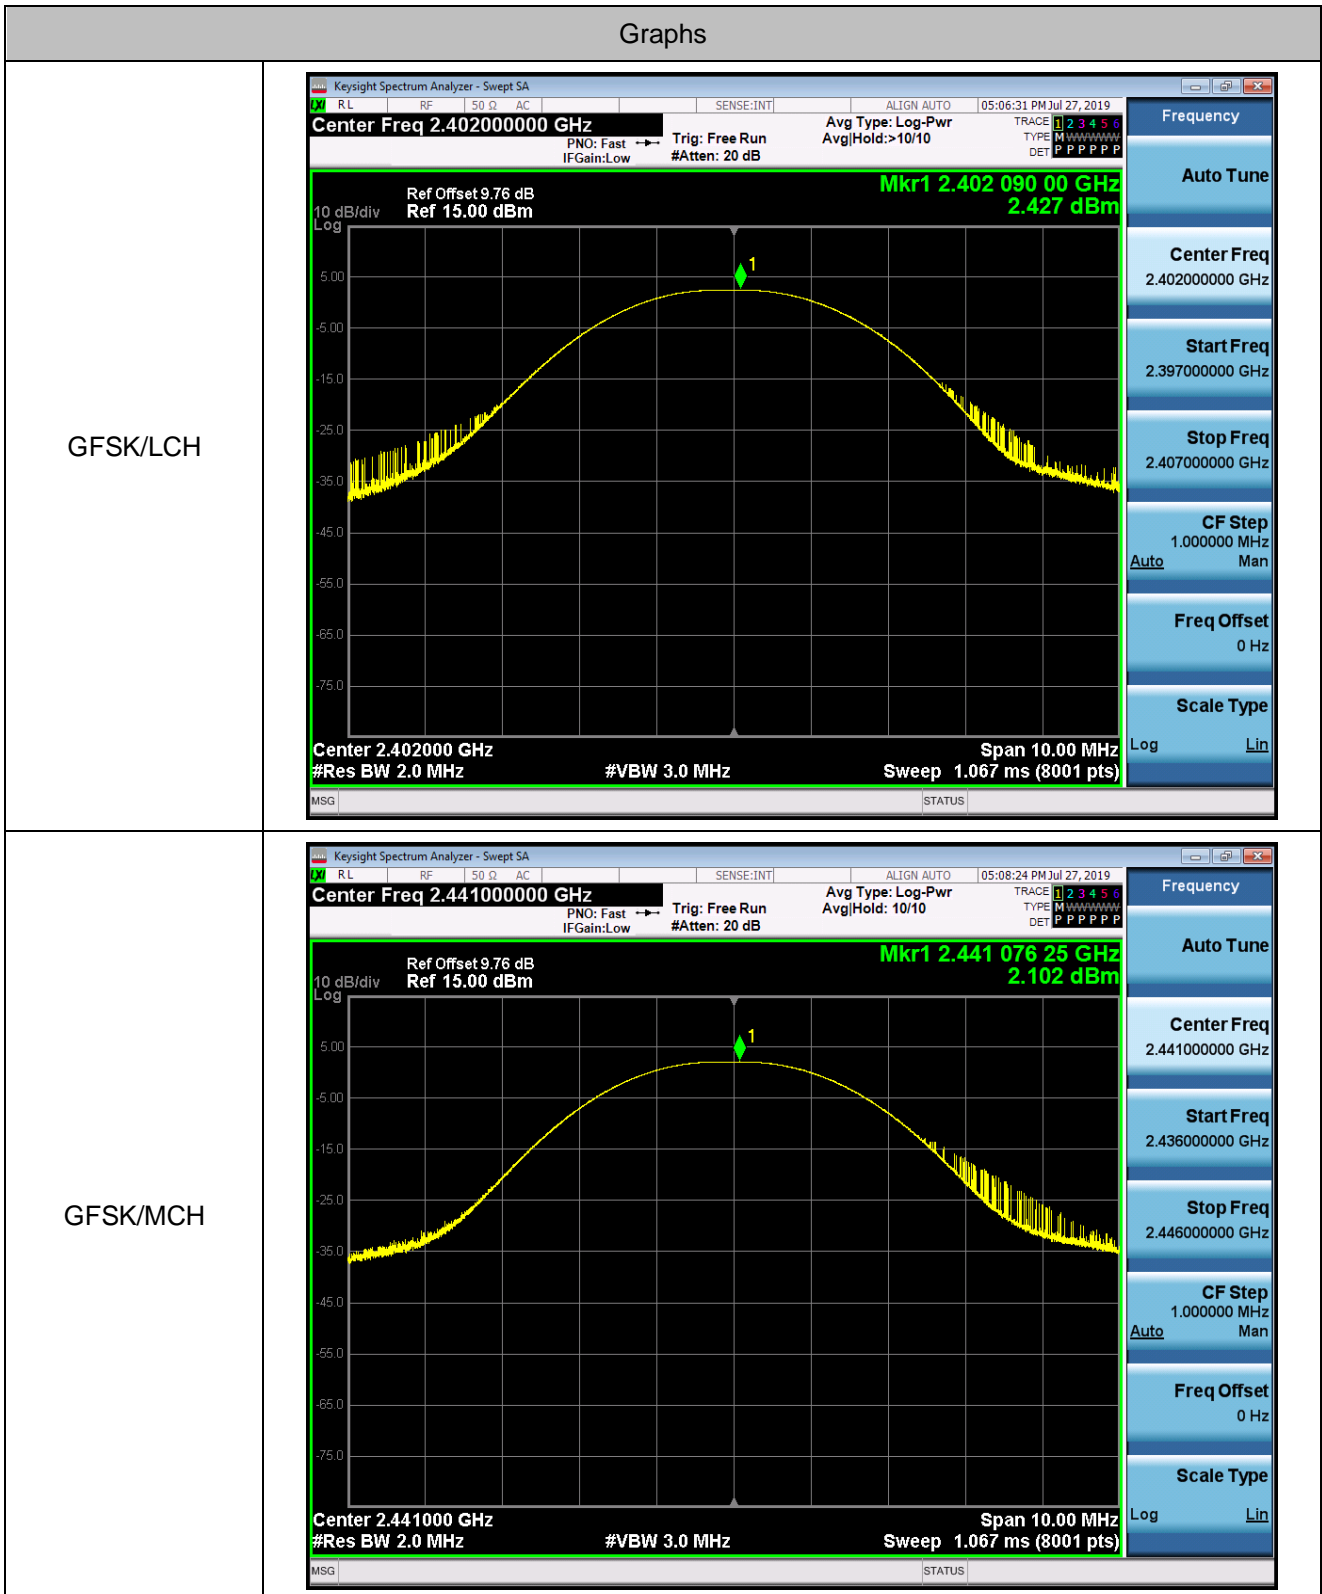 Graphs
GFSK/LCH
Keysight Spectrum Analyzer - Swept SA
LXI RL RF 50 Ω AC SENSE:INT ALIGN AUTO 05:06:31 PM Jul 27, 2019
Center Freq 2.402000000 GHz
PNO: Fast
IFGain:Low
Trig: Free Run
#Atten: 20 dB
Avg Type: Log-Pwr
Avg|Hold:>10/10
TRACE 1 2 3 4 5 6
TYPE M W W W W W
DET P P P P P P
Frequency
Auto Tune
Center Freq
2.402000000 GHz
Start Freq
2.397000000 GHz
Stop Freq
2.407000000 GHz
CF Step
1.000000 MHz
Auto Man
Freq Offset
0 Hz
Scale Type
Log Lin
Mkr1 2.402 090 00 GHz
2.427 dBm
Ref Offset 9.76 dB
10 dB/div Ref 15.00 dBm
Log
1
5.00
-5.00
-15.0
-25.0
-35.0
-45.0
-55.0
-65.0
-75.0
Center 2.402000 GHz Span 10.00 MHz
#Res BW 2.0 MHz #VBW 3.0 MHz Sweep 1.067 ms (8001 pts)
MSG STATUS
GFSK/MCH
Keysight Spectrum Analyzer - Swept SA
LXI RL RF 50 Ω AC SENSE:INT ALIGN AUTO 05:08:24 PM Jul 27, 2019
Center Freq 2.441000000 GHz
PNO: Fast
IFGain:Low
Trig: Free Run
#Atten: 20 dB
Avg Type: Log-Pwr
Avg|Hold: 10/10
TRACE 1 2 3 4 5 6
TYPE M W W W W W
DET P P P P P P
Frequency
Auto Tune
Center Freq
2.441000000 GHz
Start Freq
2.436000000 GHz
Stop Freq
2.446000000 GHz
CF Step
1.000000 MHz
Auto Man
Freq Offset
0 Hz
Scale Type
Log Lin
Mkr1 2.441 076 25 GHz
2.102 dBm
Ref Offset 9.76 dB
10 dB/div Ref 15.00 dBm
Log
1
5.00
-5.00
-15.0
-25.0
-35.0
-45.0
-55.0
-65.0
-75.0
Center 2.441000 GHz Span 10.00 MHz
#Res BW 2.0 MHz #VBW 3.0 MHz Sweep 1.067 ms (8001 pts)
MSG STATUS